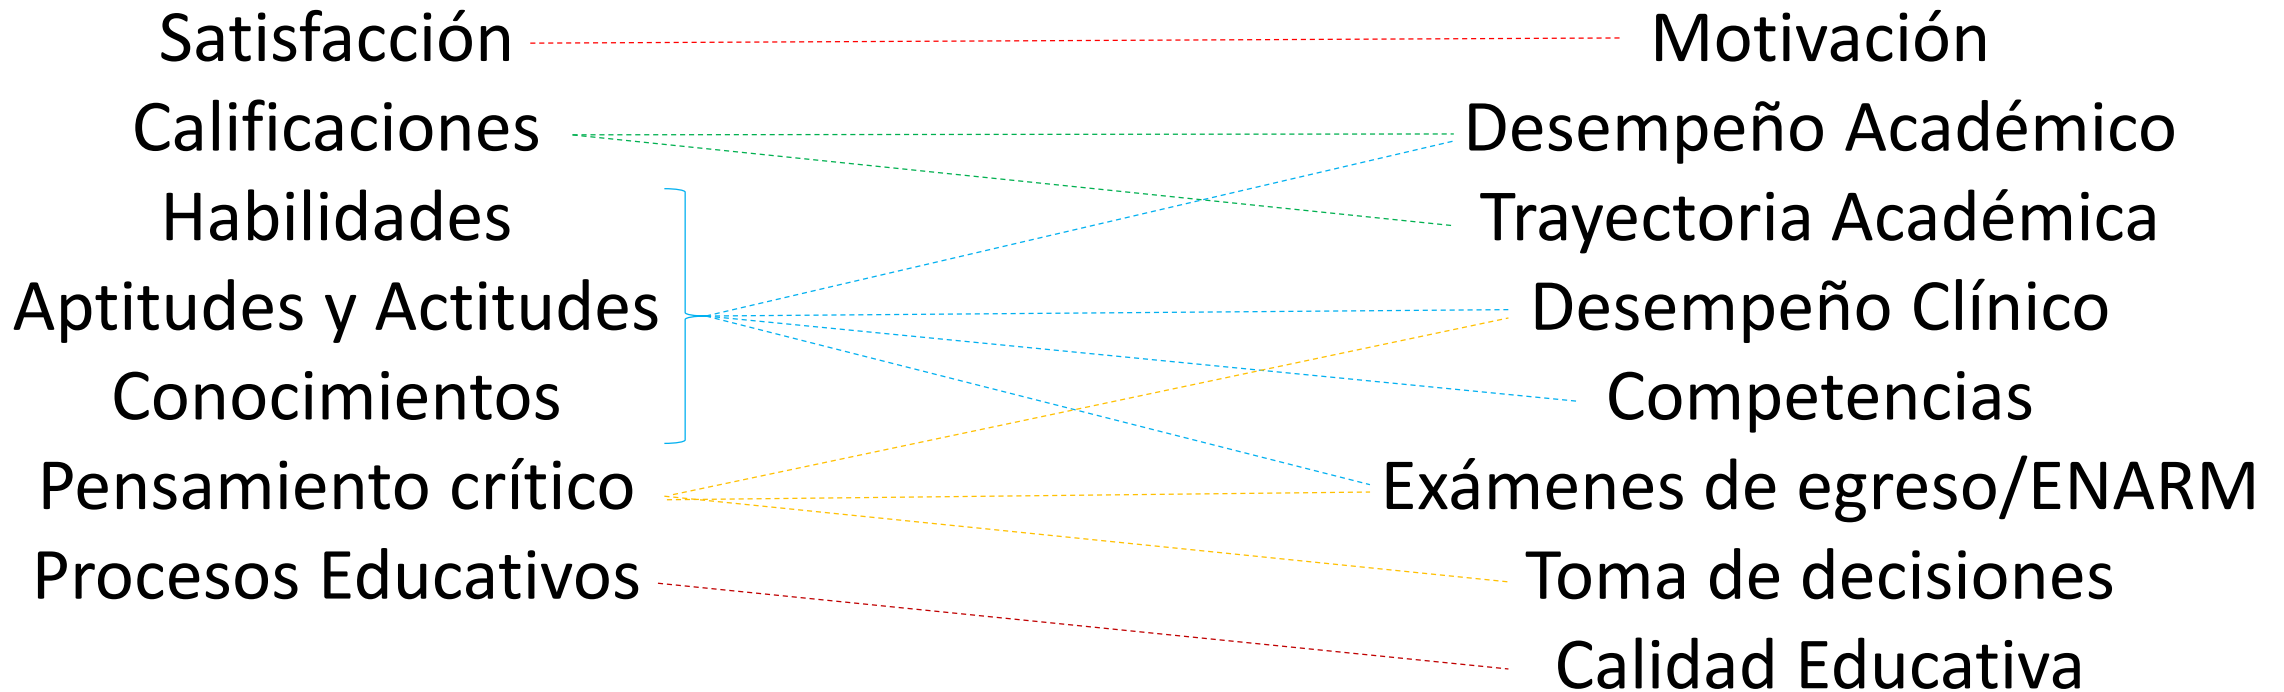 Satisfacción
Calificaciones
Habilidades
Aptitudes y Actitudes
Conocimientos
Pensamiento crítico
Procesos Educativos
Motivación
Desempeño Académico
Trayectoria Académica
Desempeño Clínico
Competencias
Exámenes de egreso/ENARM
Toma de decisiones
Calidad Educativa